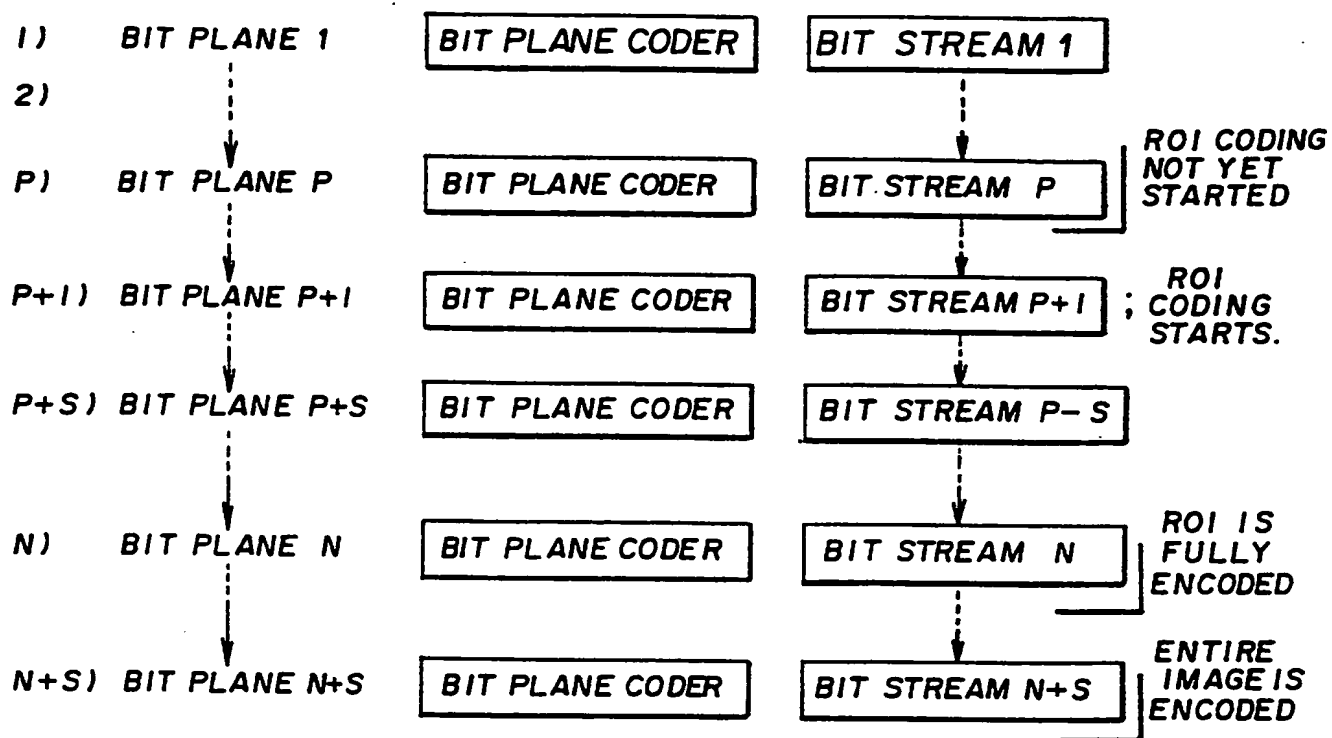 1) BIT PLANE 1 BIT PLANE CODER BIT STREAM 1
2)
P) BIT PLANE P BIT PLANE CODER BIT STREAM P
ROI CODING
NOT YET
STARTED
P+1) BIT PLANE P+1 BIT PLANE CODER BIT STREAM P+1 ;
ROI
CODING
STARTS.
P+S) BIT PLANE P+S BIT PLANE CODER BIT STREAM P-S
N) BIT PLANE N BIT PLANE CODER BIT STREAM N
ROI IS
FULLY
ENCODED
N+S) BIT PLANE N+S BIT PLANE CODER BIT STREAM N+S
ENTIRE
IMAGE IS
ENCODED